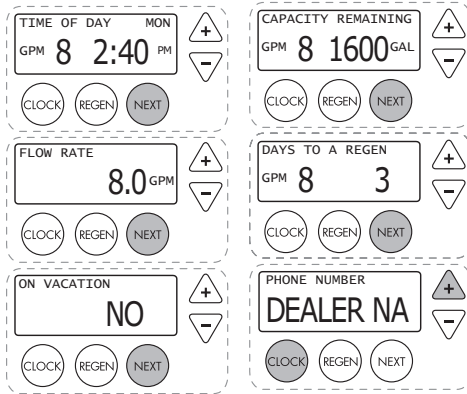 TIME OF DAY MON
GPM 8 2:40 PM
+
−
CLOCK REGEN NEXT
CAPACITY REMAINING
GPM 8 1600 GAL
+
−
CLOCK REGEN NEXT
FLOW RATE
8.0 GPM
+
−
CLOCK REGEN NEXT
DAYS TO A REGEN
GPM 8 3
+
−
CLOCK REGEN NEXT
ON VACATION
NO
+
−
CLOCK REGEN NEXT
PHONE NUMBER
DEALER NA
+
−
CLOCK REGEN NEXT